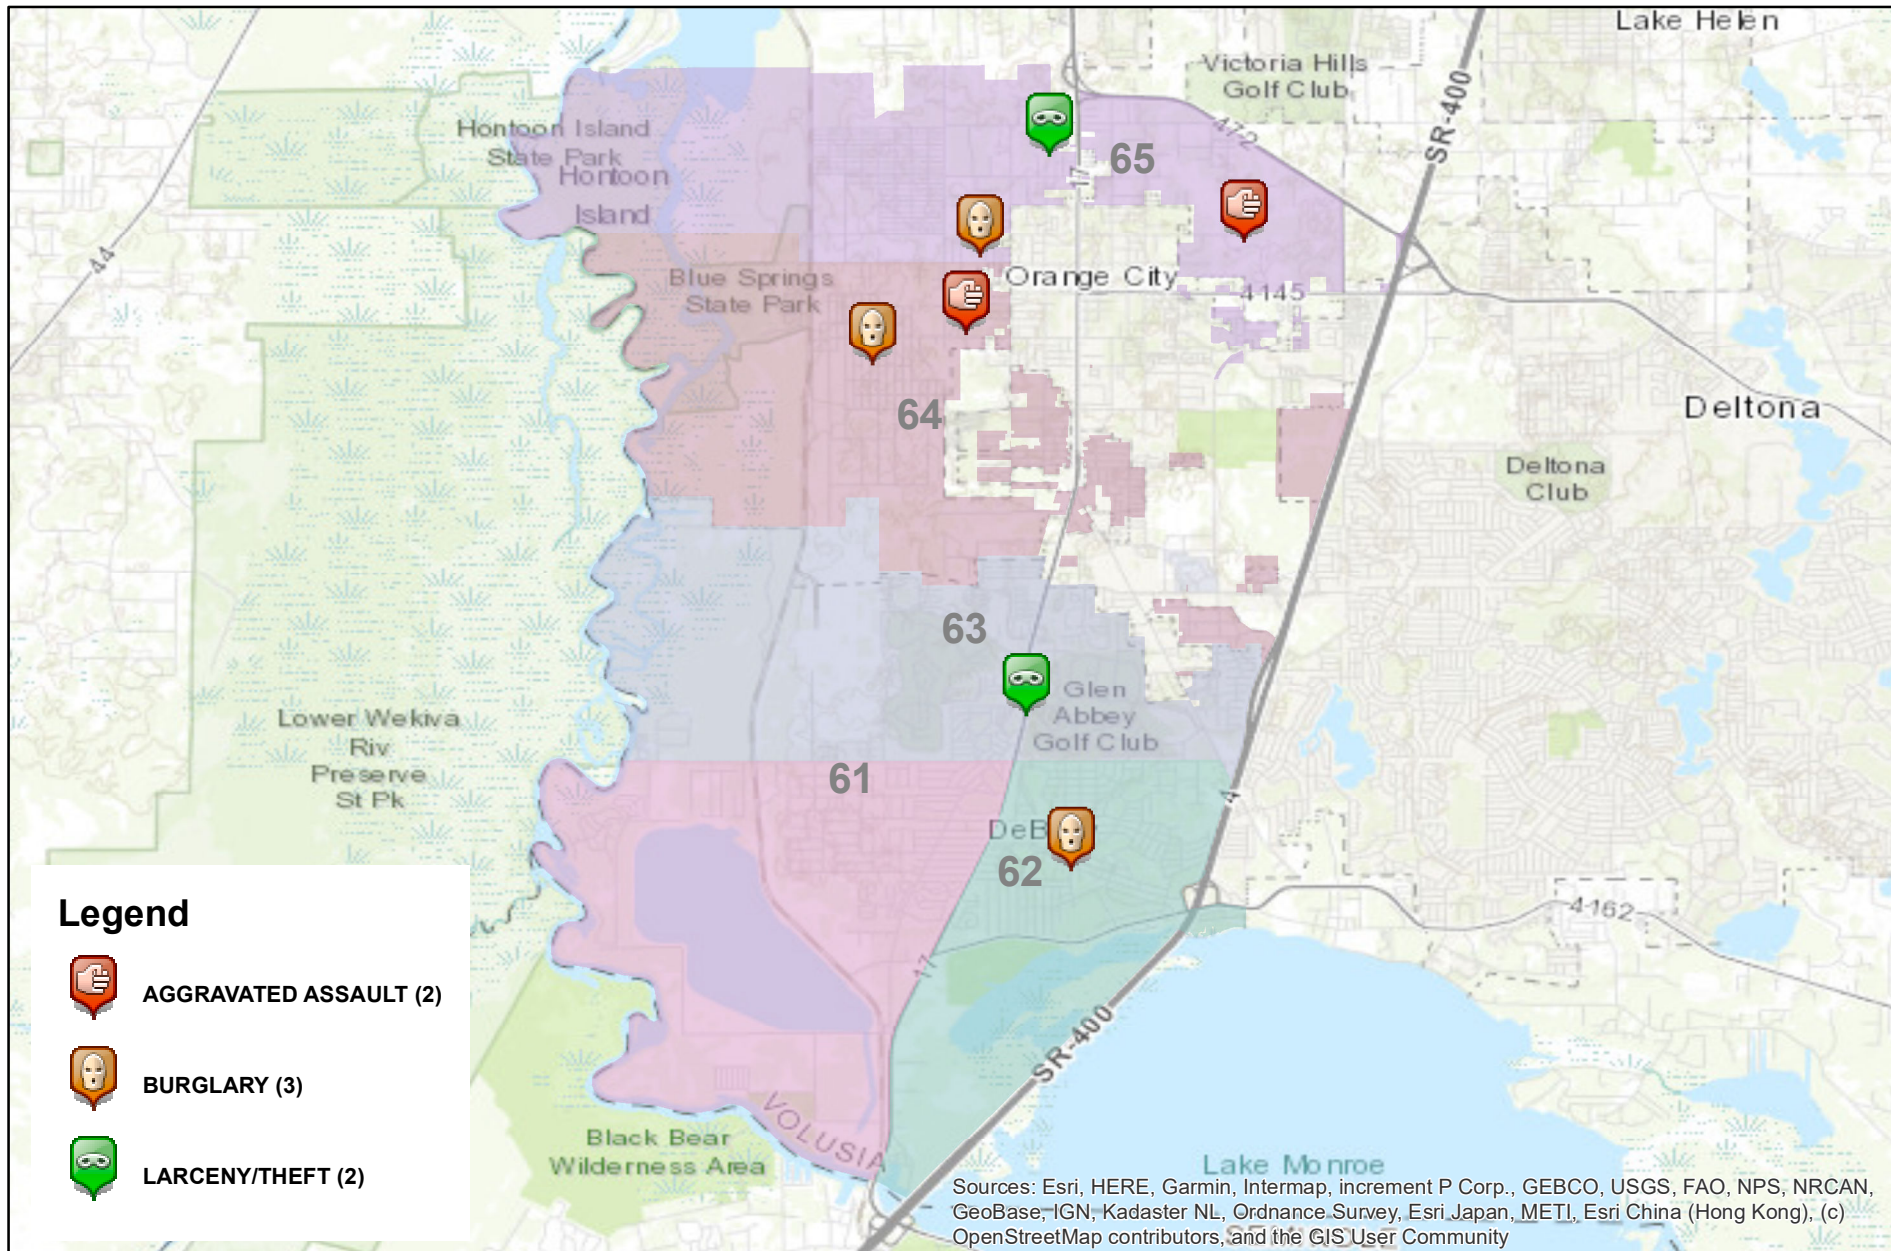 Lake Helen
Victoria Hills
Golf Club
SR-400
472
Hontoon Island
State Park
Hontoon
Island
65
17
44
Blue Springs
State Park
Orange City
4145
64
Deltona
Deltona
Club
63
Glen
Abbey
Golf Club
Lower Wekiva
Riv
Preserve
St Pk
61
4
DeB
62
4162
17
SR-400
Legend
AGGRAVATED ASSAULT (2)
BURGLARY (3)
LARCENY/THEFT (2)
VOLUSIA
Black Bear
Wilderness Area
Lake Monroe
Sources: Esri, HERE, Garmin, Intermap, increment P Corp., GEBCO, USGS, FAO, NPS, NRCAN,
GeoBase, IGN, Kadaster NL, Ordnance Survey, Esri Japan, METI, Esri China (Hong Kong), (c)
OpenStreetMap contributors, and the GIS User Community